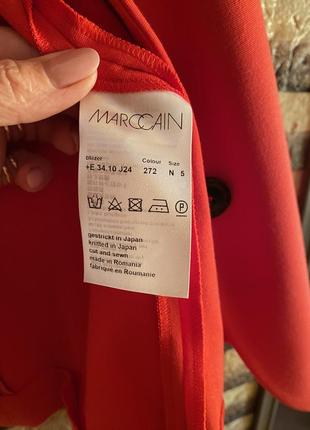 MARCCAIN
blazer Colour Size
+E 34.10 J24 272 N 5
P
gestrickt in Japan
knitted in Japan
cut and sewn
made in Romania
fabriqué en Roumanie